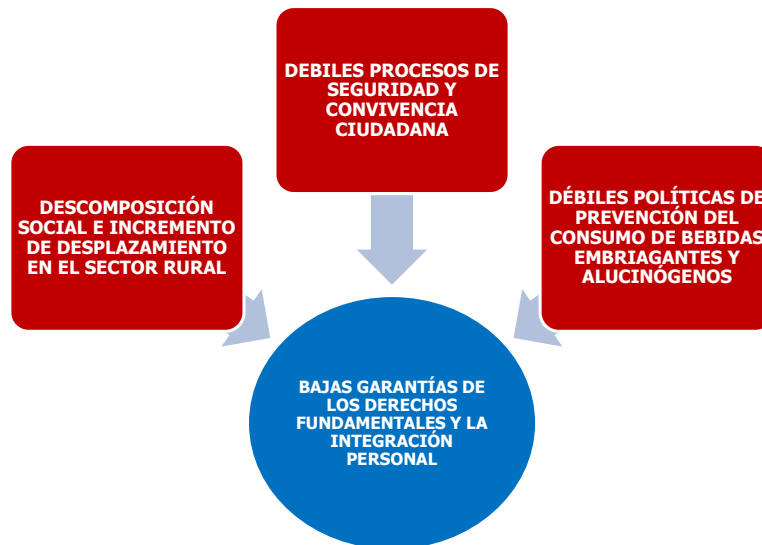 DEBILES PROCESOS DE
SEGURIDAD Y
CONVIVENCIA
CIUDADANA
DESCOMPOSICIÓN
SOCIAL E INCREMENTO
DE DESPLAZAMIENTO
EN EL SECTOR RURAL
DÉBILES POLÍTICAS DE
PREVENCIÓN DEL
CONSUMO DE BEBIDAS
EMBRIAGANTES Y
ALUCINÓGENOS
BAJAS GARANTÍAS DE
LOS DERECHOS
FUNDAMENTALES Y LA
INTEGRACIÓN
PERSONAL